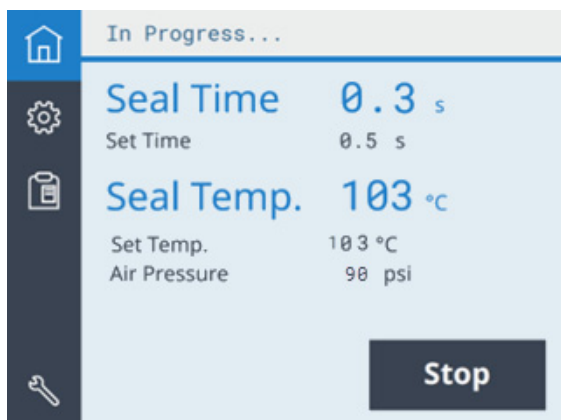 In Progress...
Seal Time 0.3 s
Set Time 0.5 s
Seal Temp. 103 °C
Set Temp. 103 °C
Air Pressure 90 psi
Stop